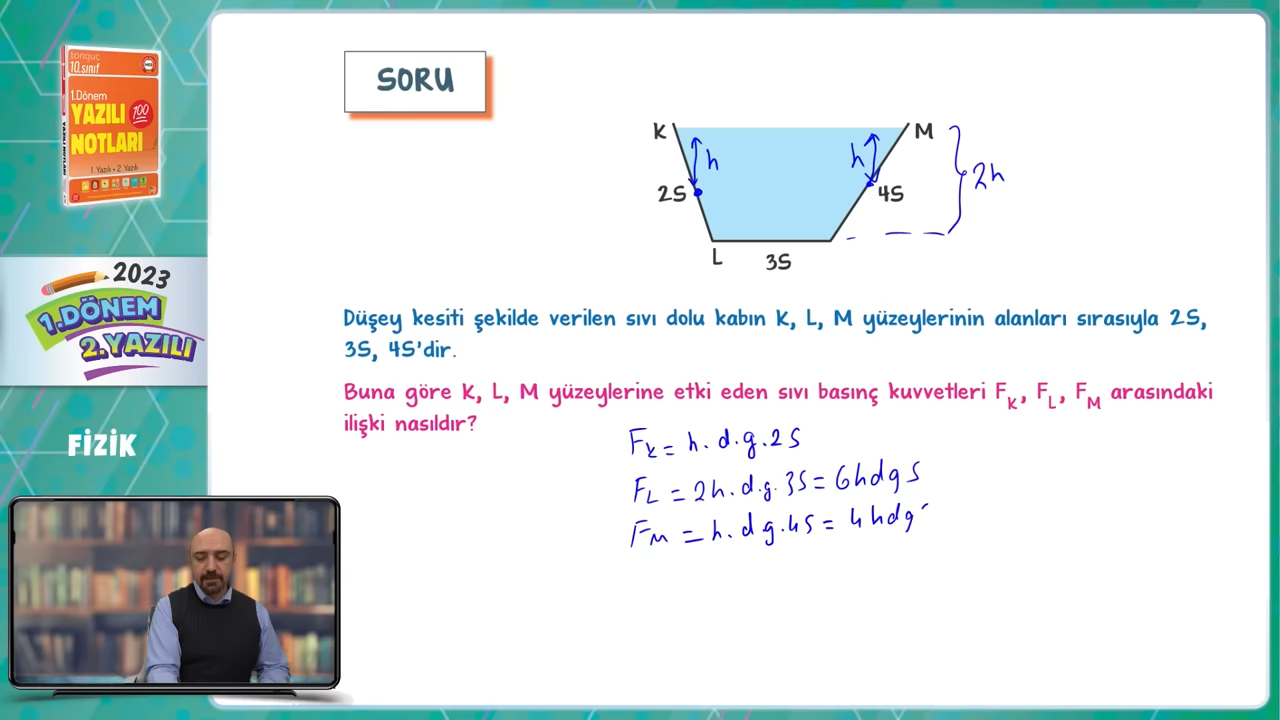 tonguç
10.sınıf
1.Dönem
YAZILI
100
NOTLARI
1.Yazılı • 2.Yazılı
YAZILI NOTLARI
2023
1.DÖNEM
2.YAZILI
FİZİK
SORU
K
M
h
h
2S
4S
2h
L
3S
Düşey kesiti şekilde verilen sıvı dolu kabın K, L, M yüzeylerinin alanları sırasıyla 2S,
3S, 4S'dir.
Buna göre K, L, M yüzeylerine etki eden sıvı basınç kuvvetleri F_K, F_L, F_M arasındaki
ilişki nasıldır?
F_K = h.d.g.2S
F_L = 2h.d.g.3S = 6hdgS
F_M = h.d.g.4S = 4hdg